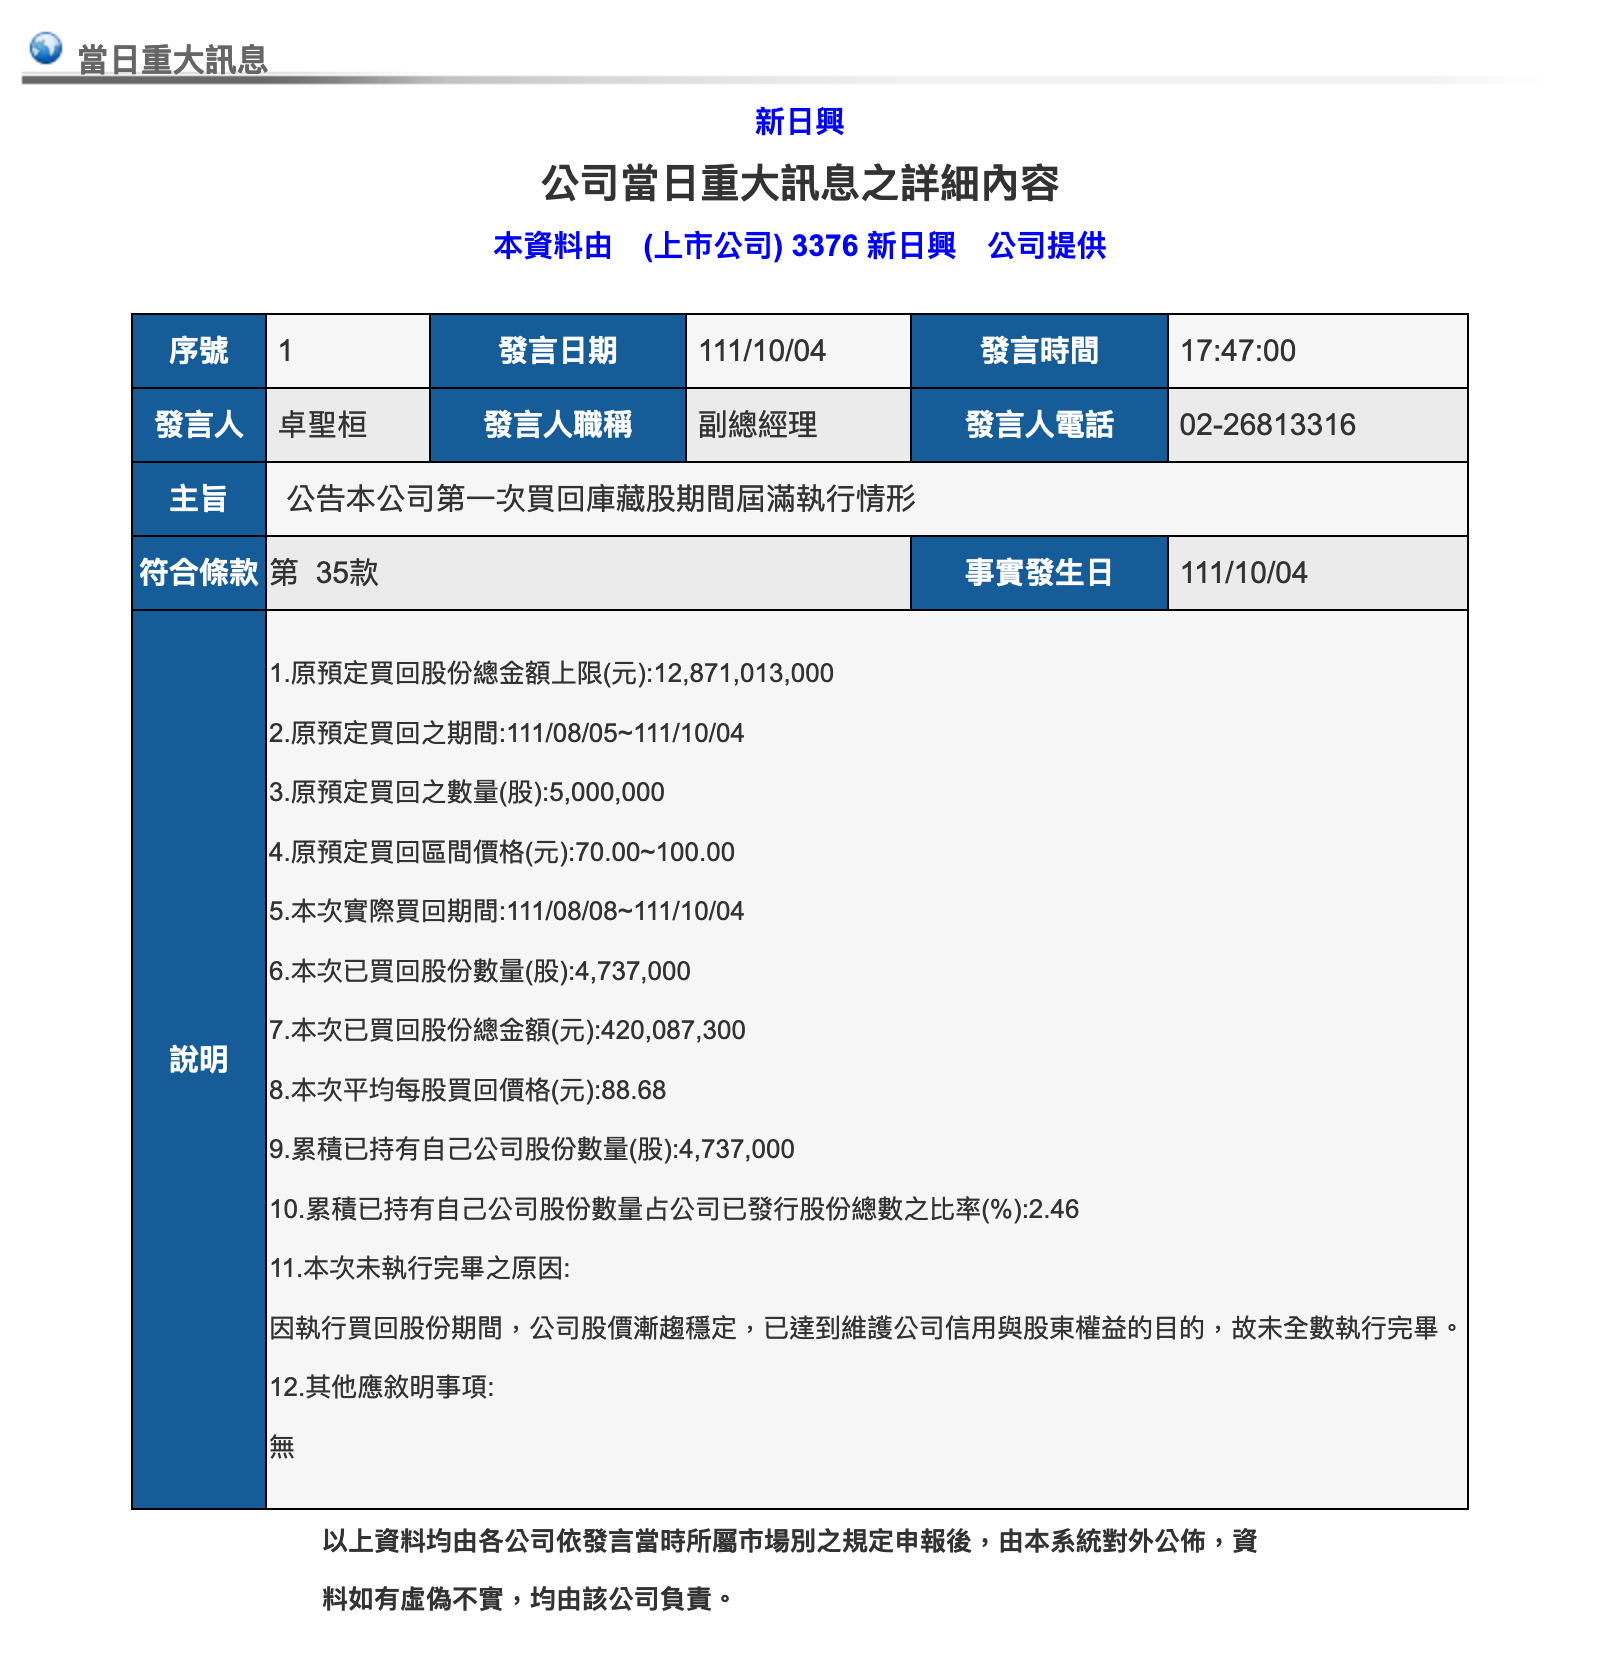 當日重大訊息
新日興
公司當日重大訊息之詳細內容
本資料由 (上市公司) 3376 新日興 公司提供
序號 1 發言日期 111/10/04 發言時間 17:47:00
發言人 卓聖桓 發言人職稱 副總經理 發言人電話 02-26813316
主旨 公告本公司第一次買回庫藏股期間屆滿執行情形
符合條款 第 35款 事實發生日 111/10/04
說明
1.原預定買回股份總金額上限(元):12,871,013,000
2.原預定買回之期間:111/08/05~111/10/04
3.原預定買回之數量(股):5,000,000
4.原預定買回區間價格(元):70.00~100.00
5.本次實際買回期間:111/08/08~111/10/04
6.本次已買回股份數量(股):4,737,000
7.本次已買回股份總金額(元):420,087,300
8.本次平均每股買回價格(元):88.68
9.累積已持有自己公司股份數量(股):4,737,000
10.累積已持有自己公司股份數量占公司已發行股份總數之比率(%):2.46
11.本次未執行完畢之原因:
因執行買回股份期間，公司股價漸趨穩定，已達到維護公司信用與股東權益的目的，故未全數執行完畢。
12.其他應敘明事項:
無
以上資料均由各公司依發言當時所屬市場別之規定申報後，由本系統對外公佈，資
料如有虛偽不實，均由該公司負責。